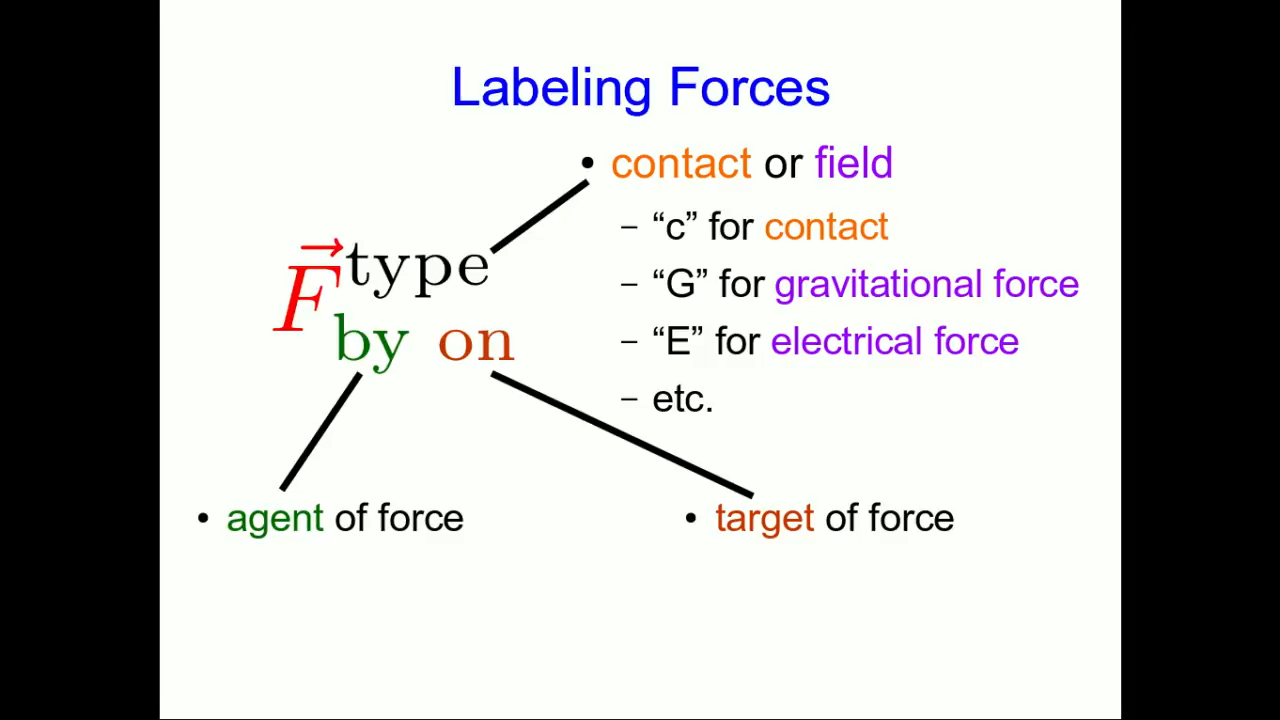 Labeling Forces
• contact or field
– “c” for contact
– “G” for gravitational force
– “E” for electrical force
– etc.
F⃗ type
by on
• agent of force
• target of force